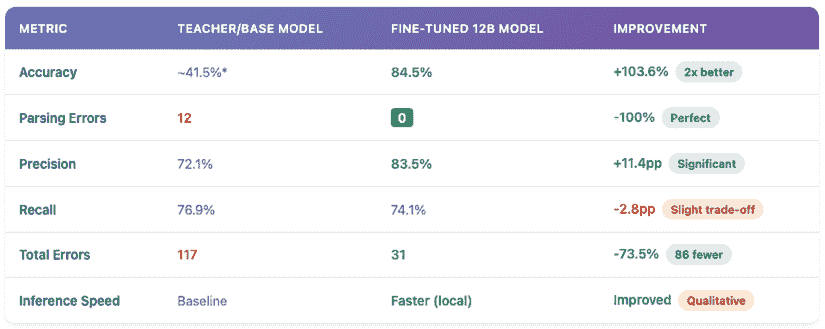 METRIC TEACHER/BASE MODEL FINE-TUNED 12B MODEL IMPROVEMENT
Accuracy ~41.5%* 84.5% +103.6% 2x better
Parsing Errors 12 0 -100% Perfect
Precision 72.1% 83.5% +11.4pp Significant
Recall 76.9% 74.1% -2.8pp Slight trade-off
Total Errors 117 31 -73.5% 86 fewer
Inference Speed Baseline Faster (local) Improved Qualitative